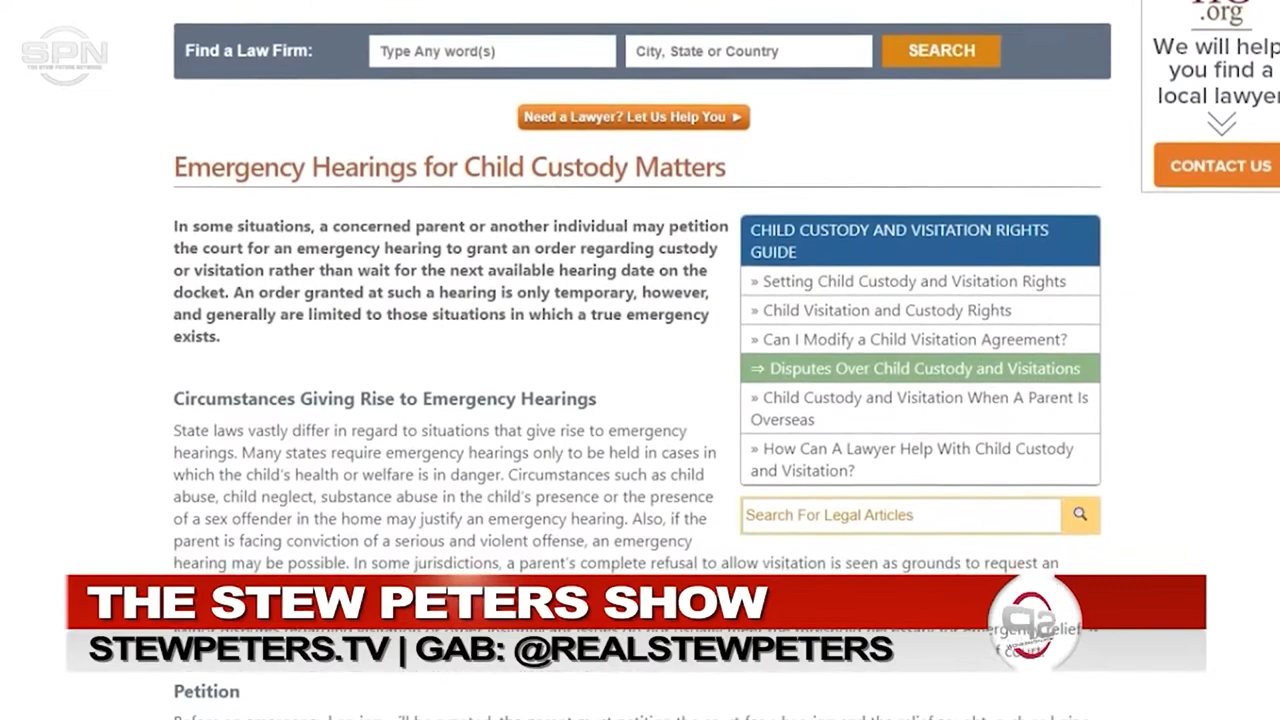 SPN
THE STEW PETERS NETWORK
Find a Law Firm:
Type Any word(s)
City, State or Country
SEARCH
.org
We will help
you find a
local lawyer
CONTACT US
Need a Lawyer? Let Us Help You
Emergency Hearings for Child Custody Matters
In some situations, a concerned parent or another individual may petition
the court for an emergency hearing to grant an order regarding custody
or visitation rather than wait for the next available hearing date on the
docket. An order granted at such a hearing is only temporary, however,
and generally are limited to those situations in which a true emergency
exists.
CHILD CUSTODY AND VISITATION RIGHTS
GUIDE
» Setting Child Custody and Visitation Rights
» Child Visitation and Custody Rights
» Can I Modify a Child Visitation Agreement?
⇒ Disputes Over Child Custody and Visitations
» Child Custody and Visitation When A Parent Is
Overseas
» How Can A Lawyer Help With Child Custody
and Visitation?
Search For Legal Articles
Circumstances Giving Rise to Emergency Hearings
State laws vastly differ in regard to situations that give rise to emergency
hearings. Many states require emergency hearings only to be held in cases in
which the child's health or welfare is in danger. Circumstances such as child
abuse, child neglect, substance abuse in the child's presence or the presence
of a sex offender in the home may justify an emergency hearing. Also, if the
parent is facing conviction of a serious and violent offense, an emergency
hearing may be possible. In some jurisdictions, a parent's complete refusal to allow visitation is seen as grounds to request an
THE STEW PETERS SHOW
STEWPETERS.TV | GAB: @REALSTEWPETERS
Petition